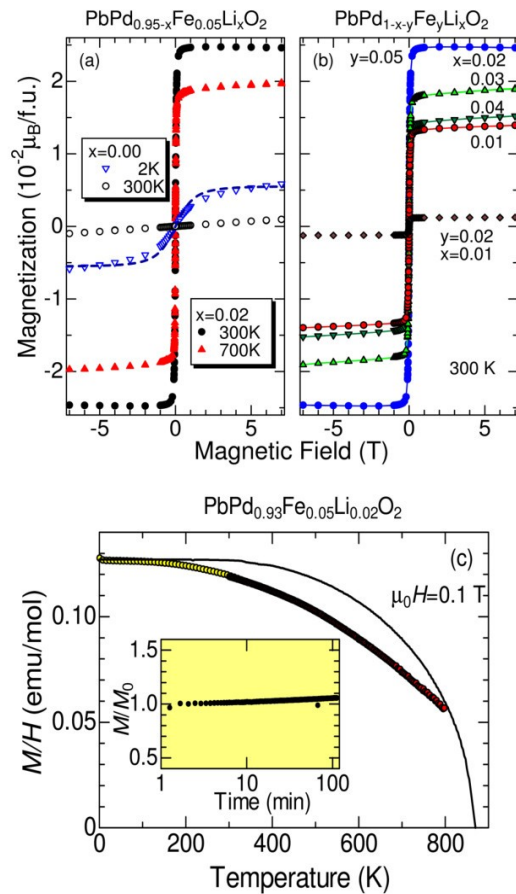 PbPd0.95-xFe0.05LixO2
PbPd1-x-yFeyLixO2
Magnetization (10-2μB/f.u.)
2
1
0
-1
-2
(a)
x=0.00
2K
300K
x=0.02
300K
700K
-5 0 5
(b)
y=0.05 x=0.02
0.03
0.04
0.01
y=0.02
x=0.01
300 K
-5 0 5
Magnetic Field (T)
PbPd0.93Fe0.05Li0.02O2
(c)
μ0H=0.1 T
M/H (emu/mol)
0.10
0.05
0
M/M0
1.5
1.0
0.5
1 10 100
Time (min)
0 200 400 600 800
Temperature (K)